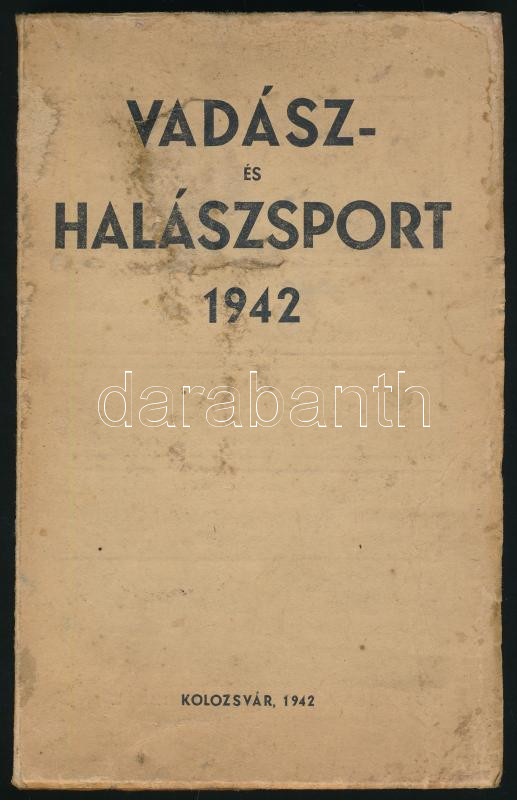 VADÁSZ-
ÉS
HALÁSZSPORT
1942
darabanth
KOLOZSVÁR, 1942